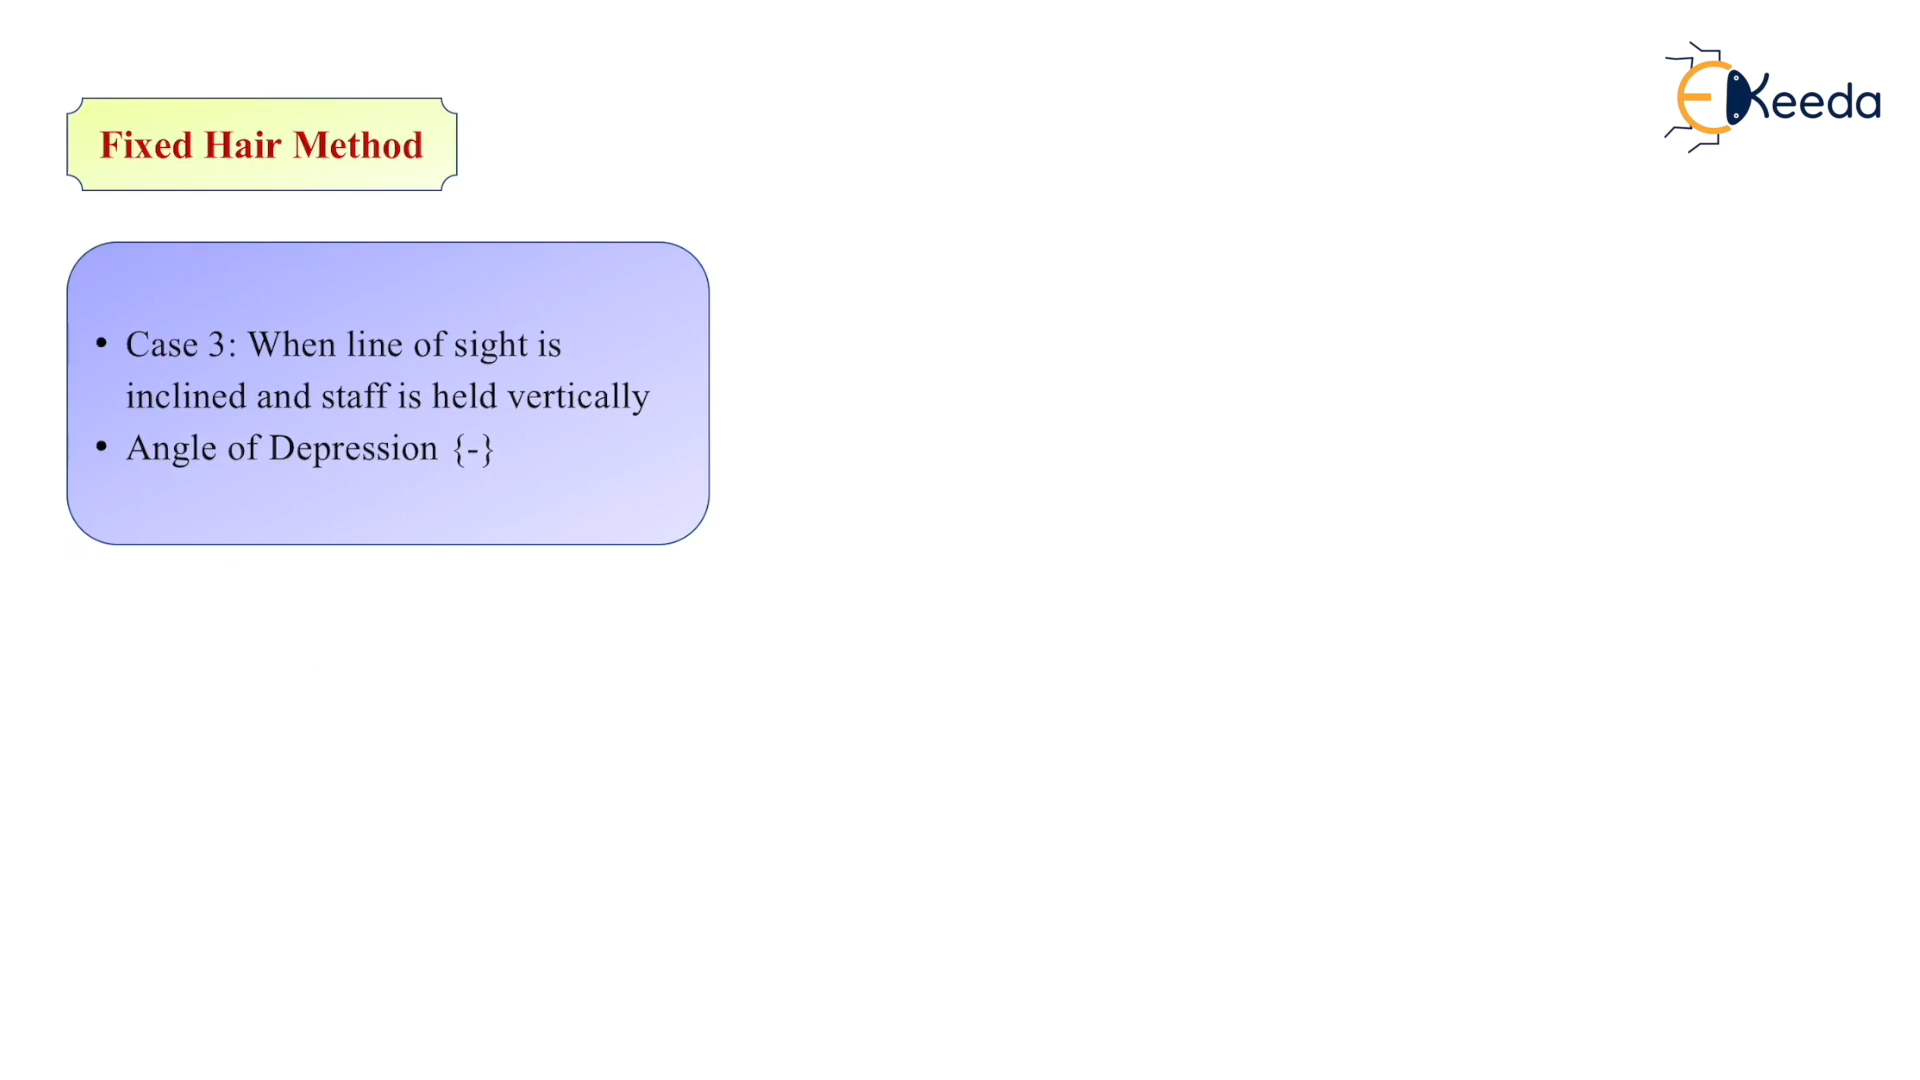 Fixed Hair Method
EKeeda
• Case 3: When line of sight is
inclined and staff is held vertically
• Angle of Depression {-}